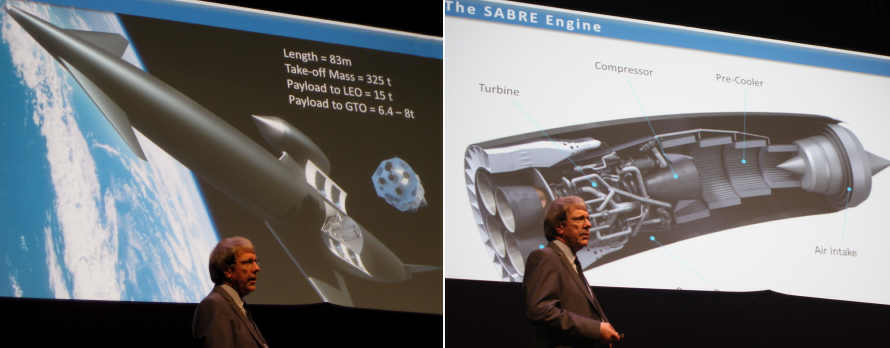 Length = 83m
Take-off Mass = 325 t
Payload to LEO = 15 t
Payload to GTO = 6.4 – 8t
The SABRE Engine
Compressor
Pre-Cooler
Turbine
Air Intake